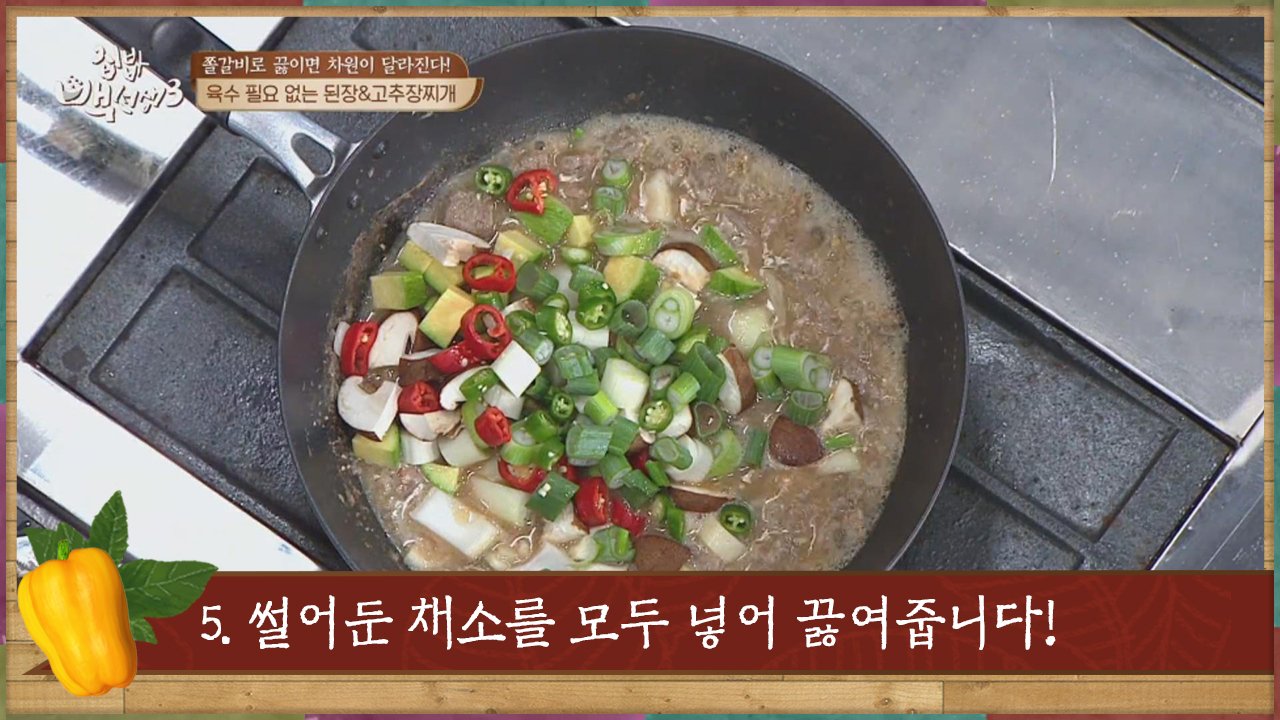 집밥
백선생3
쫄갈비로 끓이면 차원이 달라진다!
육수 필요 없는 된장&고추장찌개
5. 썰어둔 채소를 모두 넣어 끓여줍니다!